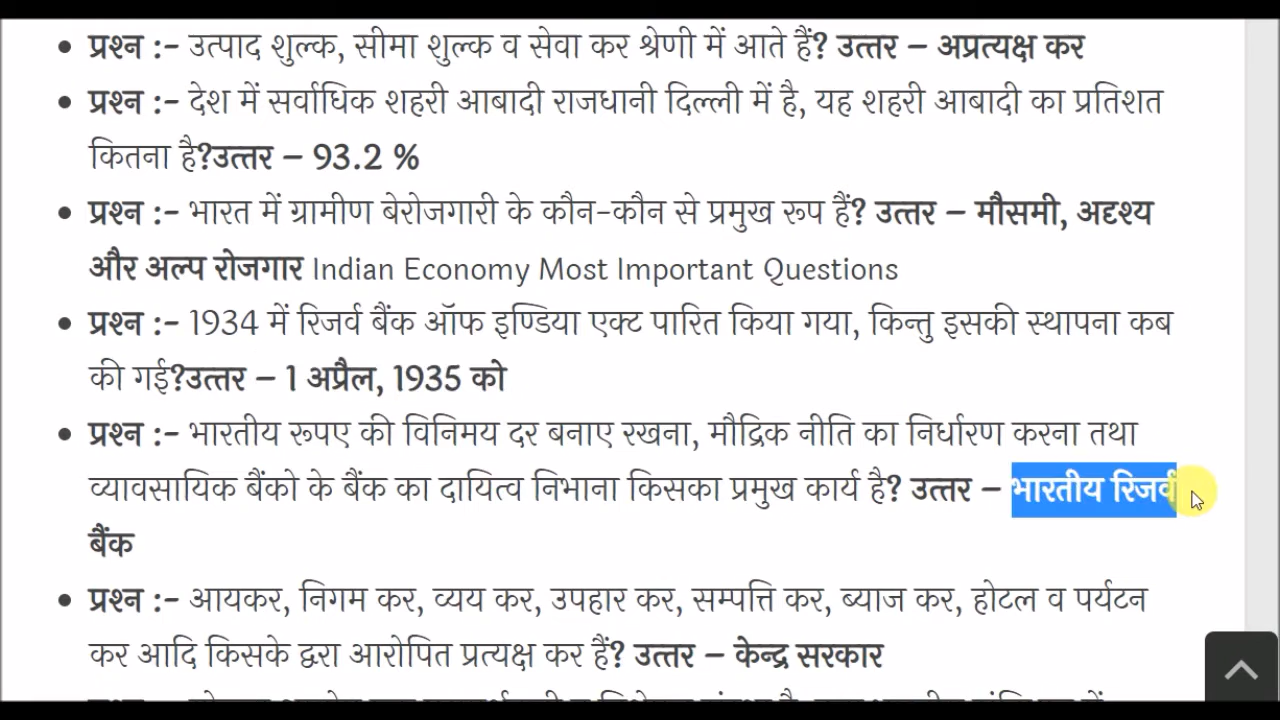 प्रश्न :- उत्पाद शुल्क, सीमा शुल्क व सेवा कर श्रेणी में आते हैं? उत्तर – अप्रत्यक्ष कर
प्रश्न :- देश में सर्वाधिक शहरी आबादी राजधानी दिल्ली में है, यह शहरी आबादी का प्रतिशत
कितना है?उत्तर – 93.2 %
प्रश्न :- भारत में ग्रामीण बेरोजगारी के कौन-कौन से प्रमुख रूप हैं? उत्तर – मौसमी, अदृश्य
और अल्प रोजगार Indian Economy Most Important Questions
प्रश्न :- 1934 में रिजर्व बैंक ऑफ इण्डिया एक्ट पारित किया गया, किन्तु इसकी स्थापना कब
की गई?उत्तर – 1 अप्रैल, 1935 को
प्रश्न :- भारतीय रूपए की विनिमय दर बनाए रखना, मौद्रिक नीति का निर्धारण करना तथा
व्यावसायिक बैंको के बैंक का दायित्व निभाना किसका प्रमुख कार्य है? उत्तर – भारतीय रिजर्व
बैंक
प्रश्न :- आयकर, निगम कर, व्यय कर, उपहार कर, सम्पत्ति कर, ब्याज कर, होटल व पर्यटन
कर आदि किसके द्वरा आरोपित प्रत्यक्ष कर हैं? उत्तर – केन्द्र सरकार